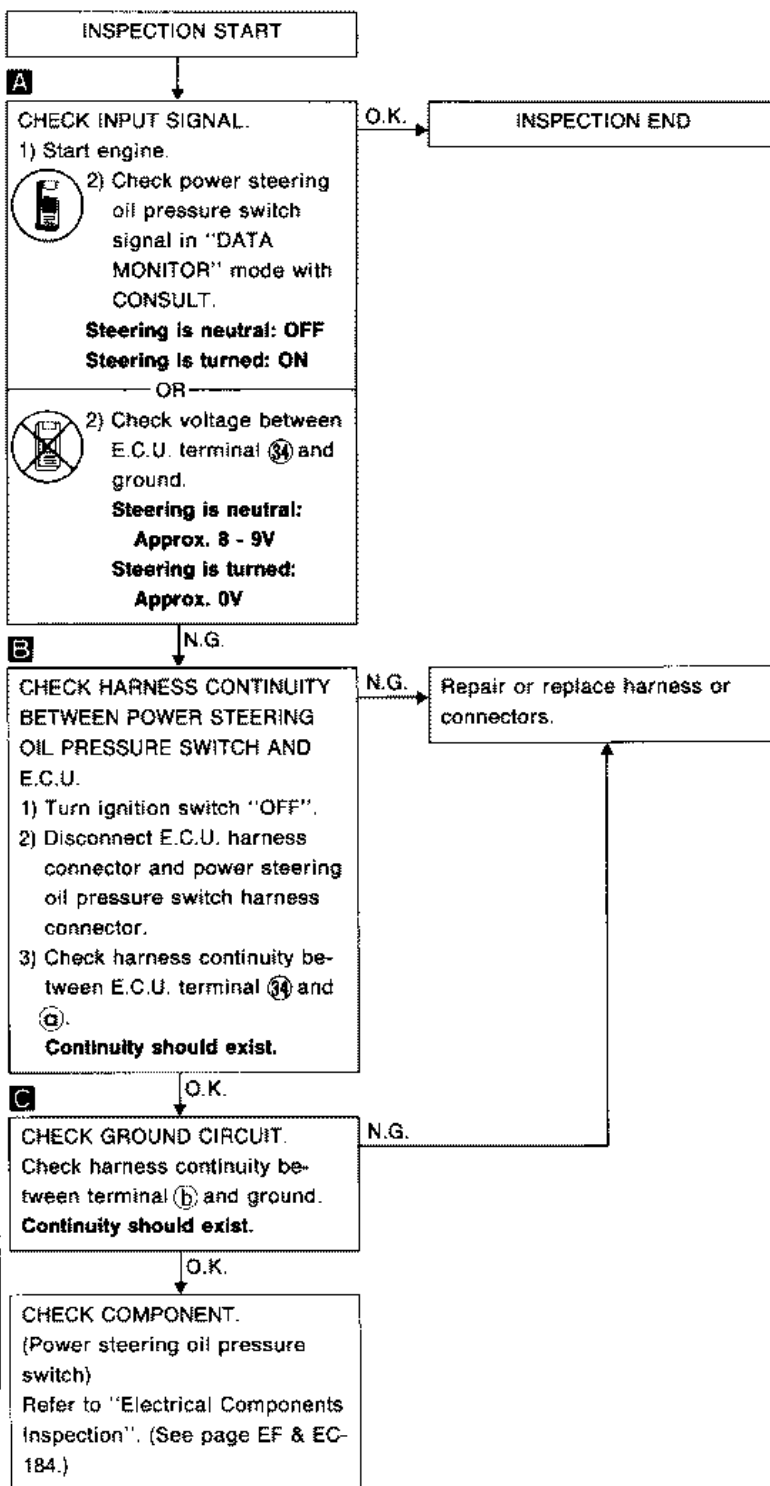 INSPECTION START
A
CHECK INPUT SIGNAL.
1) Start engine.
2) Check power steering
oil pressure switch
signal in "DATA
MONITOR" mode with
CONSULT.
Steering is neutral: OFF
Steering is turned: ON
OR
2) Check voltage between
E.C.U. terminal 34 and
ground.
Steering is neutral:
Approx. 8 - 9V
Steering is turned:
Approx. 0V
O.K.
INSPECTION END
N.G.
B
CHECK HARNESS CONTINUITY
BETWEEN POWER STEERING
OIL PRESSURE SWITCH AND
E.C.U.
1) Turn ignition switch "OFF".
2) Disconnect E.C.U. harness
connector and power steering
oil pressure switch harness
connector.
3) Check harness continuity be-
tween E.C.U. terminal 34 and
a.
Continuity should exist.
N.G.
Repair or replace harness or
connectors.
O.K.
C
CHECK GROUND CIRCUIT.
Check harness continuity be-
tween terminal b and ground.
Continuity should exist.
N.G.
O.K.
CHECK COMPONENT.
(Power steering oil pressure
switch)
Refer to "Electrical Components
Inspection". (See page EF & EC-
184.)